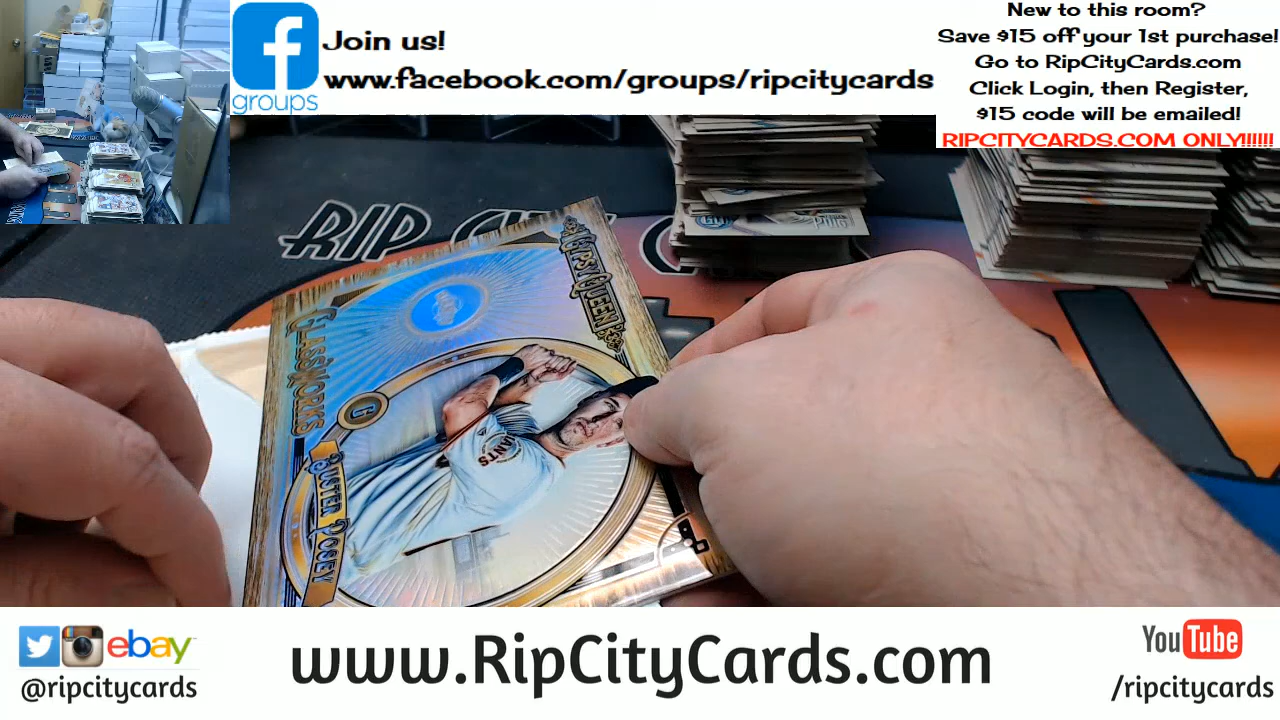 Join us!
www.facebook.com/groups/ripcitycards
groups
New to this room?
Save $15 off your 1st purchase!
Go to RipCityCards.com
Click Login, then Register,
$15 code will be emailed!
RIPCITYCARDS.COM ONLY!!!!!!
RIP
GYPSY QUEEN
GLASSWORKS
G
BUSTER POSEY
GIANTS
PUIG
ebay
@ripcitycards
www.RipCityCards.com
YouTube
/ripcitycards